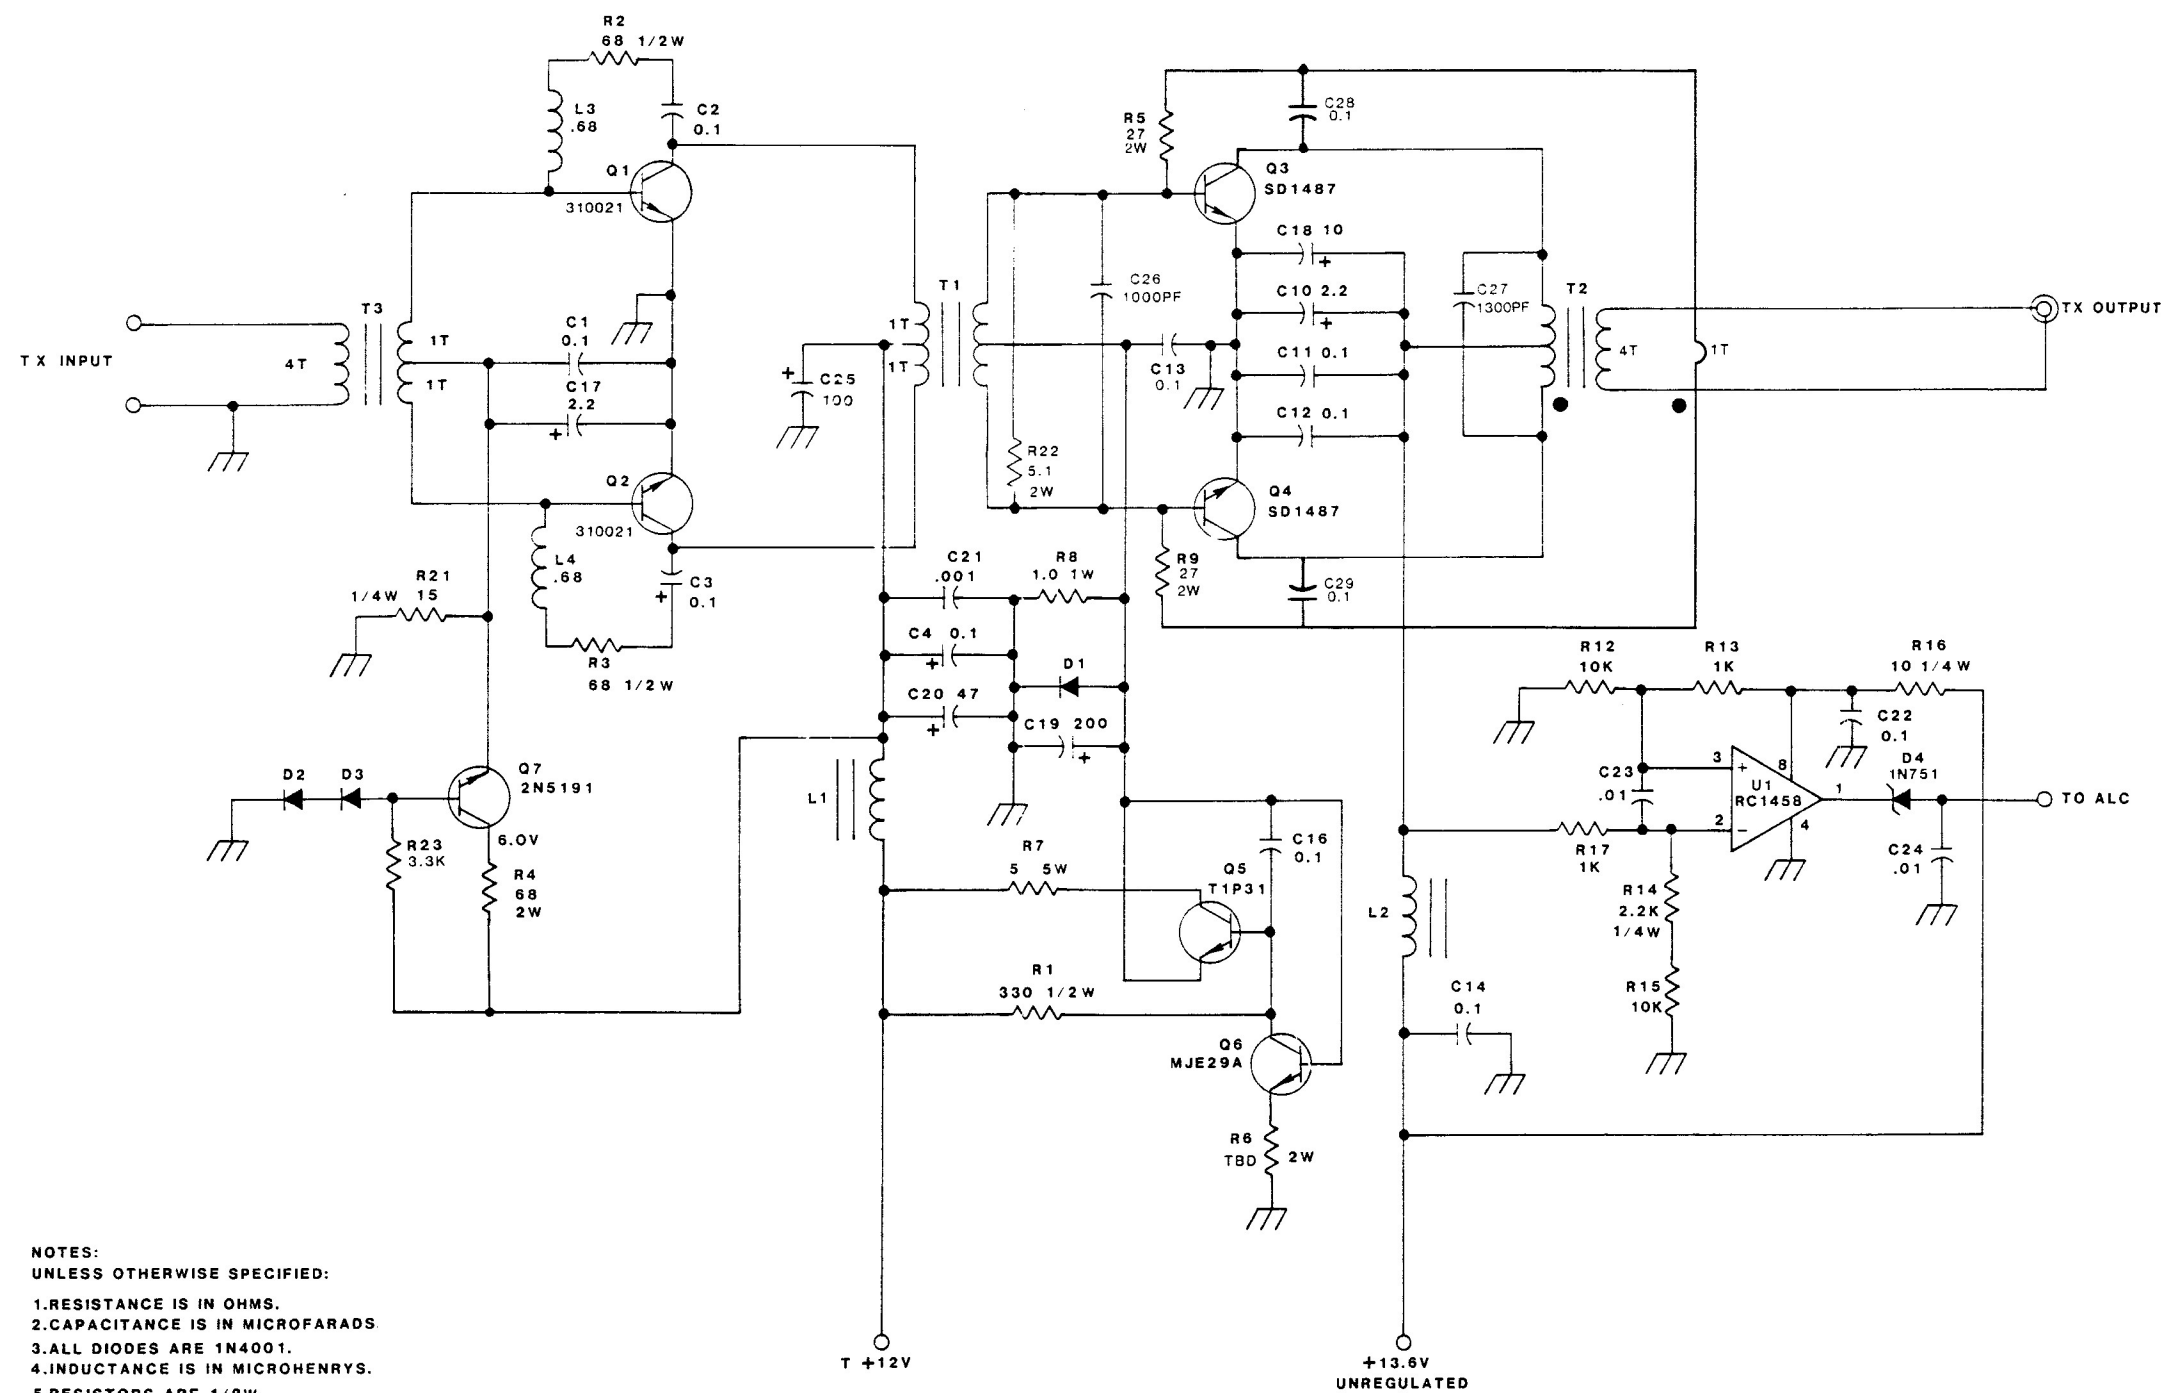 R2
68 1/2W
L3
.68
C2
0.1
Q1
310021
T3
1T
4T
1T
TX INPUT
C1
0.1
C17
2.2
+
Q2
310021
L4
.68
C3
0.1
+
R3
68 1/2W
R21
1/4W 15
D2
D3
Q7
2N5191
6.0V
R23
3.3K
R4
68
2W
T1
1T
1T
+
C25
100
R5
27
2W
C28
0.1
Q3
SD1487
C18 10
+
C10 2.2
+
C11 0.1
C12 0.1
C26
1000PF
C13
0.1
R22
5.1
2W
Q4
SD1487
R9
27
2W
C29
0.1
C27
1300PF
T2
4T
1T
TX OUTPUT
C21
.001
R8
1.0 1W
C4 0.1
+
D1
C20 47
+
C19 200
+
L1
R7
5 5W
Q5
T1P31
C16
0.1
R1
330 1/2W
Q6
MJE29A
R6
TBD
2W
L2
C14
0.1
R12
10K
R13
1K
R16
10 1/4W
C22
0.1
C23
.01
3
+
8
U1
RC1458
1
2
-
4
D4
1N751
TO ALC
C24
.01
R17
1K
R14
2.2K
1/4W
R15
10K
T +12V
+13.6V
UNREGULATED
NOTES:
UNLESS OTHERWISE SPECIFIED:
1.RESISTANCE IS IN OHMS.
2.CAPACITANCE IS IN MICROFARADS
3.ALL DIODES ARE 1N4001.
4.INDUCTANCE IS IN MICROHENRYS.
5.RESISTORS ARE 1/8W